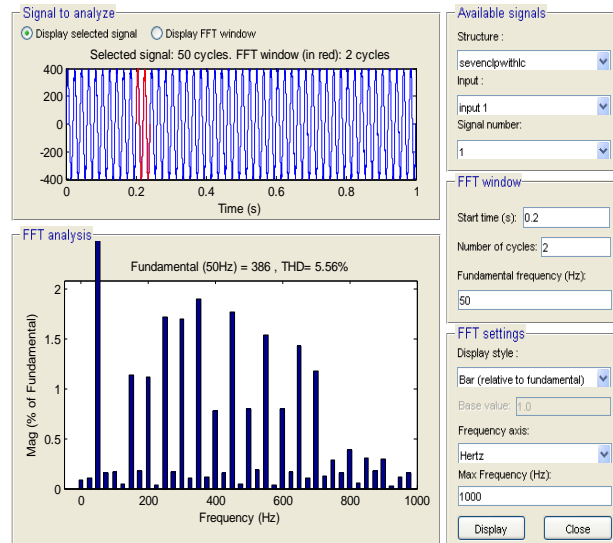 Signal to analyze
Display selected signal Display FFT window
Selected signal: 50 cycles. FFT window (in red): 2 cycles
400
200
0
-200
-400
0 0.2 0.4 0.6 0.8 1
Time (s)
FFT analysis
Fundamental (50Hz) = 386 , THD= 5.56%
2
1.5
1
0.5
0
Mag (% of Fundamental)
0 200 400 600 800 1000
Frequency (Hz)
Available signals
Structure :
sevenclpwithlc
Input :
input 1
Signal number:
1
FFT window
Start time (s): 0.2
Number of cycles: 2
Fundamental frequency (Hz):
50
FFT settings
Display style :
Bar (relative to fundamental)
Base value: 1.0
Frequency axis:
Hertz
Max Frequency (Hz):
1000
Display Close